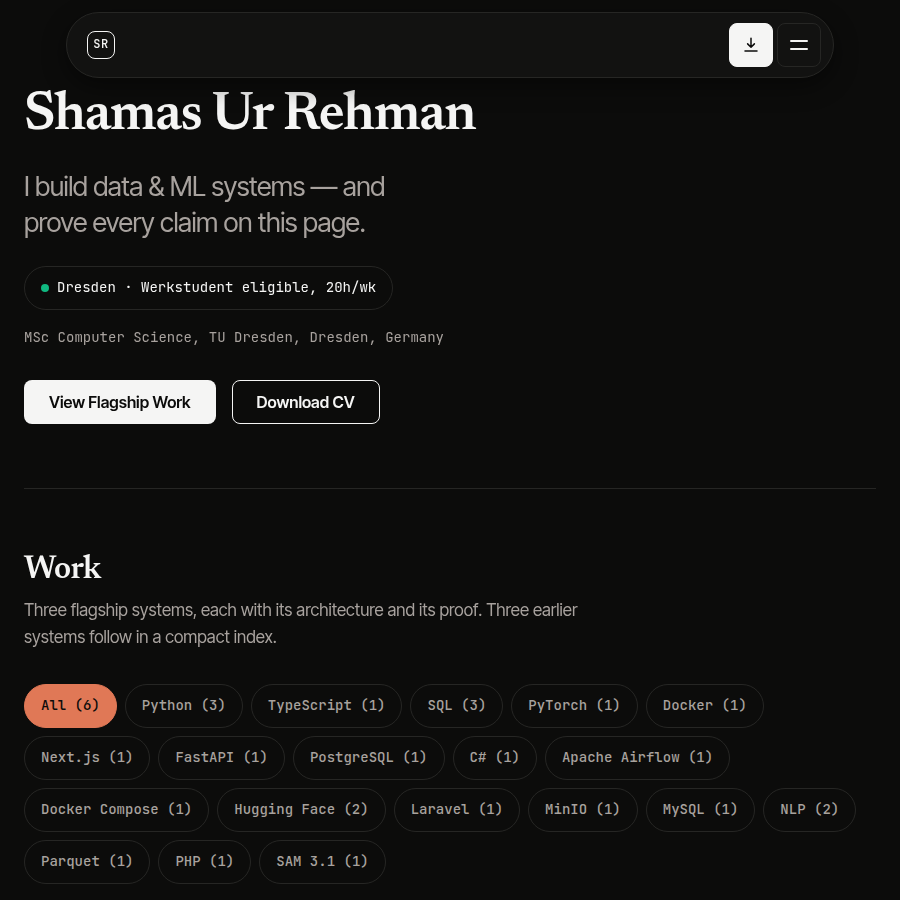 SR
Shamas Ur Rehman
I build data & ML systems — and
prove every claim on this page.
Dresden · Werkstudent eligible, 20h/wk
MSc Computer Science, TU Dresden, Dresden, Germany
View Flagship Work Download CV
Work
Three flagship systems, each with its architecture and its proof. Three earlier
systems follow in a compact index.
All (6) Python (3) TypeScript (1) SQL (3) PyTorch (1) Docker (1)
Next.js (1) FastAPI (1) PostgreSQL (1) C# (1) Apache Airflow (1)
Docker Compose (1) Hugging Face (2) Laravel (1) MinIO (1) MySQL (1) NLP (2)
Parquet (1) PHP (1) SAM 3.1 (1)